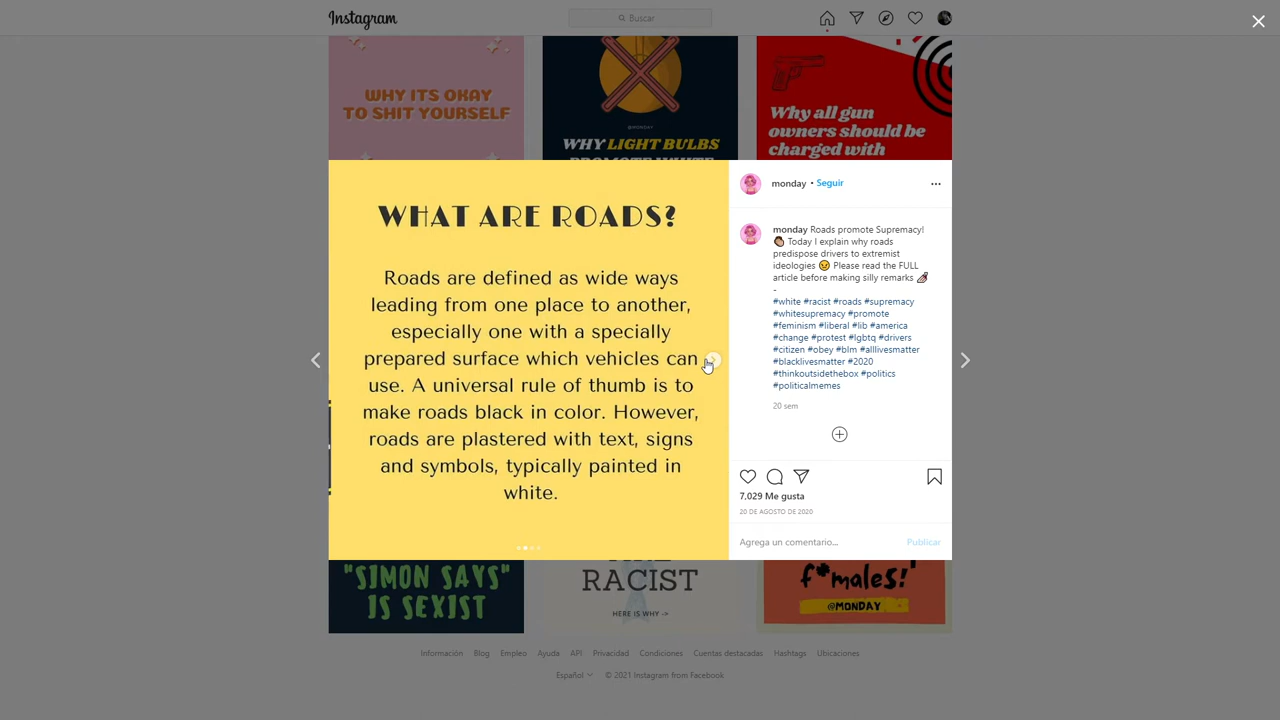 Instagram
Buscar
WHY ITS OKAY
TO SHIT YOURSELF
@MONDAY
WHY LIGHT BULBS
PROMOTE WHITE
Why all gun
owners should be
charged with
WHAT ARE ROADS?
Roads are defined as wide ways
leading from one place to another,
especially one with a specially
prepared surface which vehicles can
use. A universal rule of thumb is to
make roads black in color. However,
roads are plastered with text, signs
and symbols, typically painted in
white.
monday • Seguir
monday Roads promote Supremacy!
Today I explain why roads
predispose drivers to extremist
ideologies 😉 Please read the FULL
article before making silly remarks 💅
-
#white #racist #roads #supremacy
#whitesupremacy #promote
#feminism #liberal #lib #america
#change #protest #lgbtq #drivers
#citizen #obey #blm #alllivesmatter
#blacklivesmatter #2020
#thinkoutsidethebox #politics
#politicalmemes
20 sem
7,029 Me gusta
20 DE AGOSTO DE 2020
Agrega un comentario...
Publicar
"SIMON SAYS"
IS SEXIST
ARE
RACIST
HERE IS WHY ->
f*males!"
@MONDAY
Información Blog Empleo Ayuda API Privacidad Condiciones Cuentas destacadas Hashtags Ubicaciones
Español © 2021 Instagram from Facebook